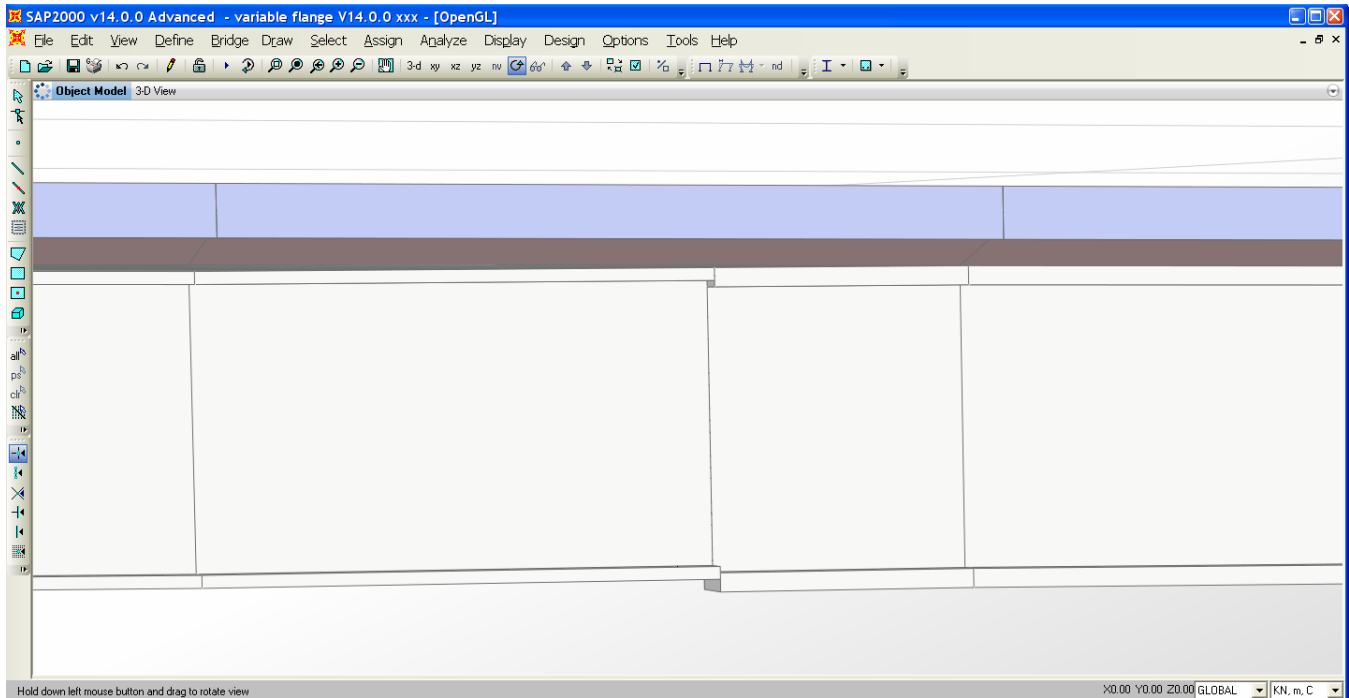 SAP2000 v14.0.0 Advanced - variable flange V14.0.0 xxx - [OpenGL]
File Edit View Define Bridge Draw Select Assign Analyze Display Design Options Tools Help
3-d xy xz yz nv nd
Object Model 3-D View
all
ps
clr
Hold down left mouse button and drag to rotate view X0.00 Y0.00 Z0.00 GLOBAL KN, m, C